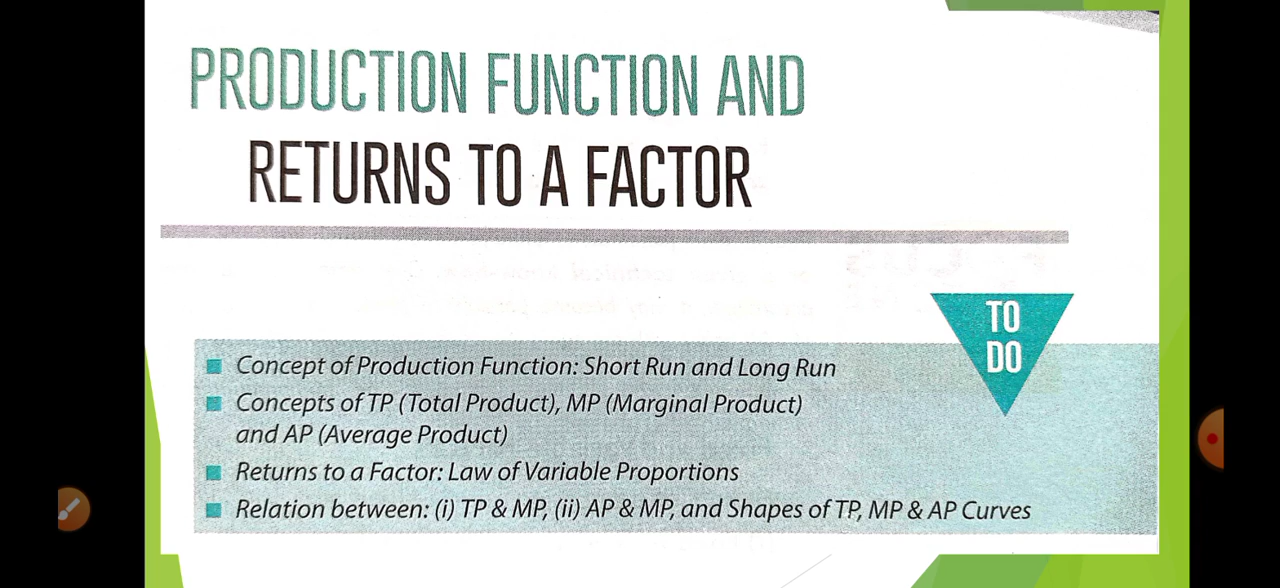 PRODUCTION FUNCTION AND
RETURNS TO A FACTOR
TO
DO
Concept of Production Function: Short Run and Long Run
Concepts of TP (Total Product), MP (Marginal Product)
and AP (Average Product)
Returns to a Factor: Law of Variable Proportions
Relation between: (i) TP & MP, (ii) AP & MP, and Shapes of TP, MP & AP Curves